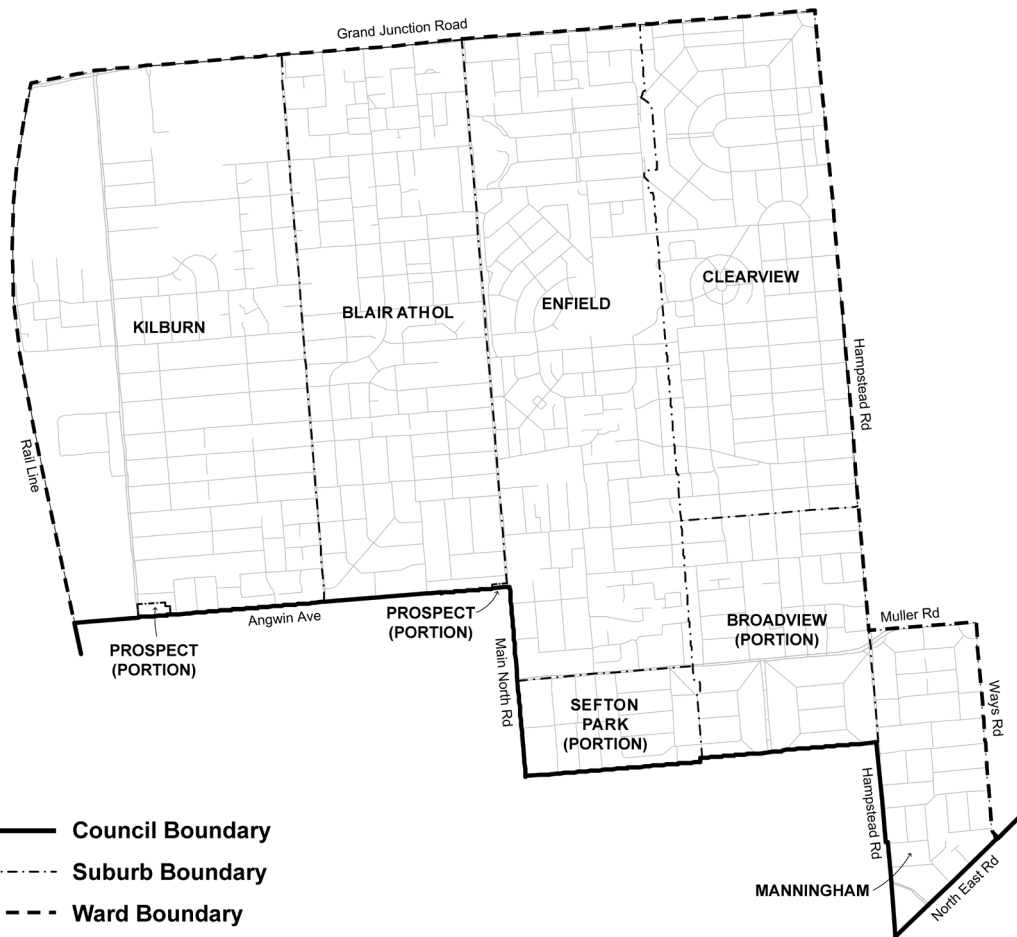 Grand Junction Road
CLEARVIEW
ENFIELD
BLAIR ATHOL
KILBURN
Hampstead Rd
Rail Line
Angwin Ave
PROSPECT
(PORTION)
PROSPECT
(PORTION)
Main North Rd
BROADVIEW
(PORTION)
Muller Rd
Ways Rd
SEFTON
PARK
(PORTION)
Hampstead Rd
MANNINGHAM
North East Rd
Council Boundary
Suburb Boundary
Ward Boundary